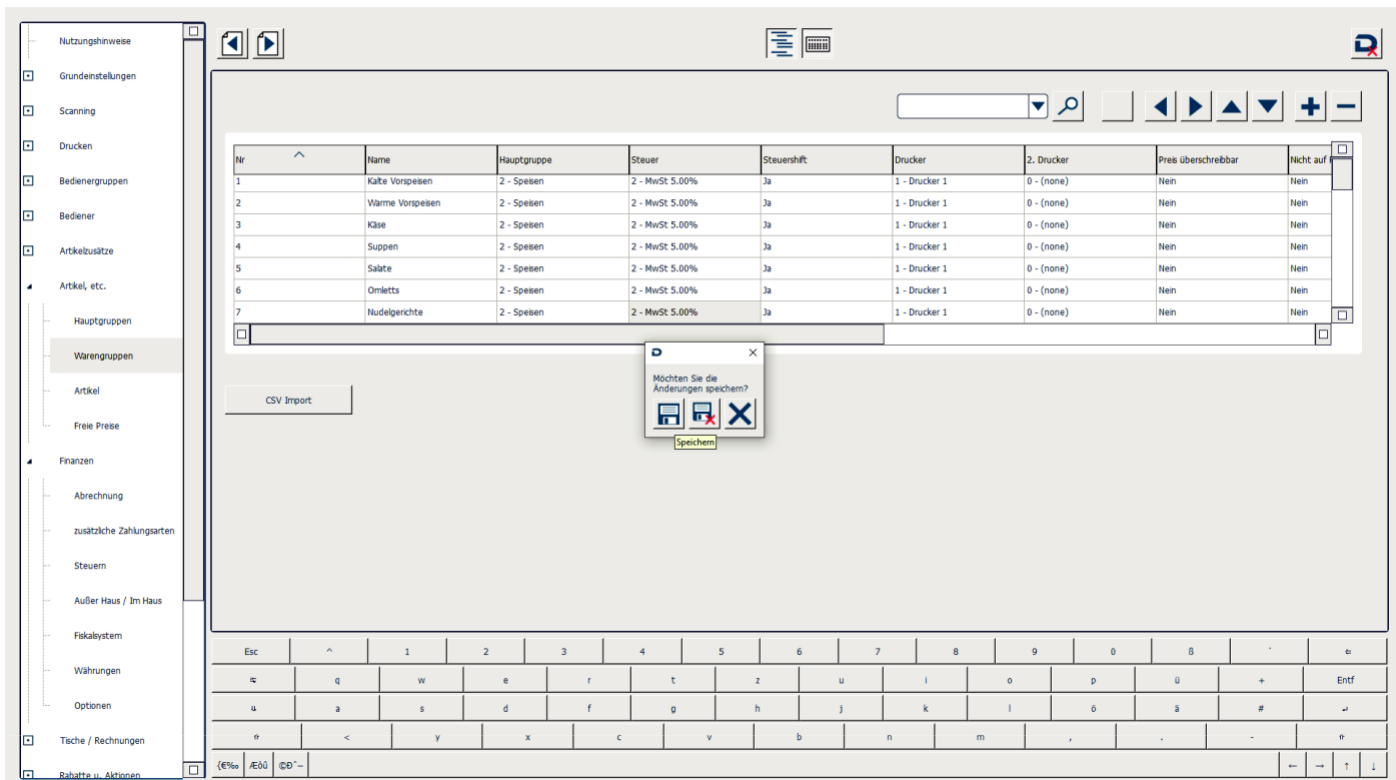 Nutzungshinweise
Grundeinstellungen
Scanning
Drucken
Bedienergruppen
Bediener
Artikelzusätze
Artikel, etc.
Hauptgruppen
Warengruppen
Artikel
Freie Preise
Finanzen
Abrechnung
zusätzliche Zahlungsarten
Steuern
Außer Haus / Im Haus
Fiskalsystem
Währungen
Optionen
Tische / Rechnungen
Rabatte u. Aktionen
Nr Name Hauptgruppe Steuer Steuershift Drucker 2. Drucker Preis überschreibbar Nicht auf
1 Kalte Vorspeisen 2 - Speisen 2 - MwSt 5.00% Ja 1 - Drucker 1 0 - (none) Nein Nein
2 Warme Vorspeisen 2 - Speisen 2 - MwSt 5.00% Ja 1 - Drucker 1 0 - (none) Nein Nein
3 Käse 2 - Speisen 2 - MwSt 5.00% Ja 1 - Drucker 1 0 - (none) Nein Nein
4 Suppen 2 - Speisen 2 - MwSt 5.00% Ja 1 - Drucker 1 0 - (none) Nein Nein
5 Salate 2 - Speisen 2 - MwSt 5.00% Ja 1 - Drucker 1 0 - (none) Nein Nein
6 Omletts 2 - Speisen 2 - MwSt 5.00% Ja 1 - Drucker 1 0 - (none) Nein Nein
7 Nudelgerichte 2 - Speisen 2 - MwSt 5.00% Ja 1 - Drucker 1 0 - (none) Nein Nein
Möchten Sie die
Änderungen speichern?
Speichern
CSV Import
Esc ^ 1 2 3 4 5 6 7 8 9 0 ß ´
q w e r t z u i o p ü + Entf
a s d f g h j k l ö ä # ↵
< y x c v b n m , . -
{€‰ Æôû ©Ð¯~ ← → ↑ ↓